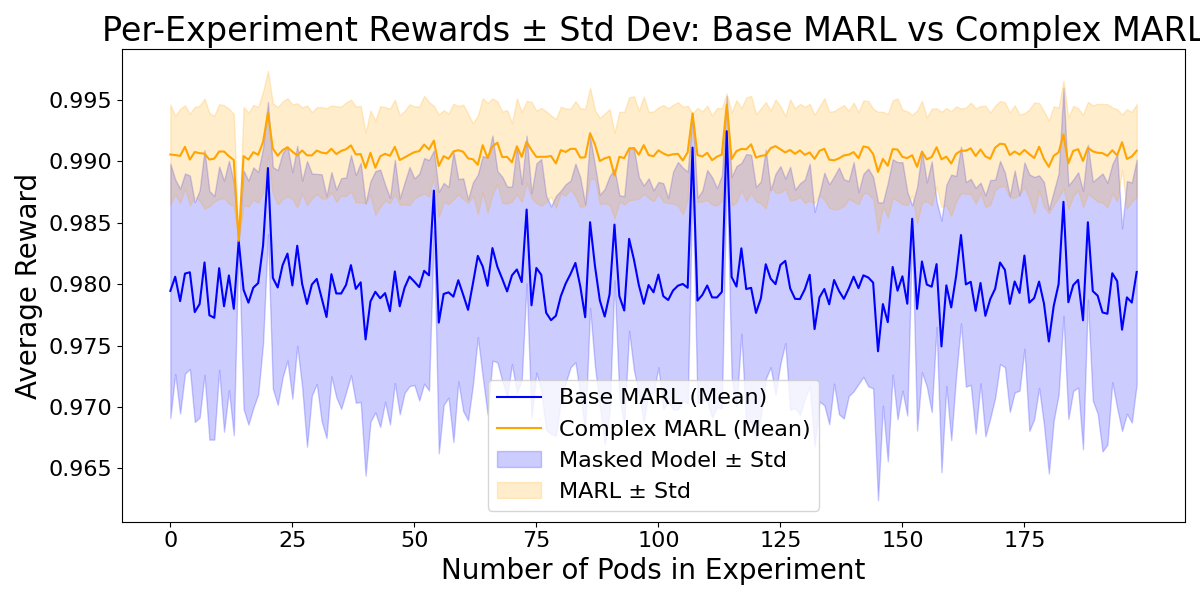 Per-Experiment Rewards ± Std Dev: Base MARL vs Complex MARL
Average Reward
0.995
0.990
0.985
0.980
0.975
0.970
0.965
Base MARL (Mean)
Complex MARL (Mean)
Masked Model ± Std
MARL ± Std
0 25 50 75 100 125 150 175
Number of Pods in Experiment